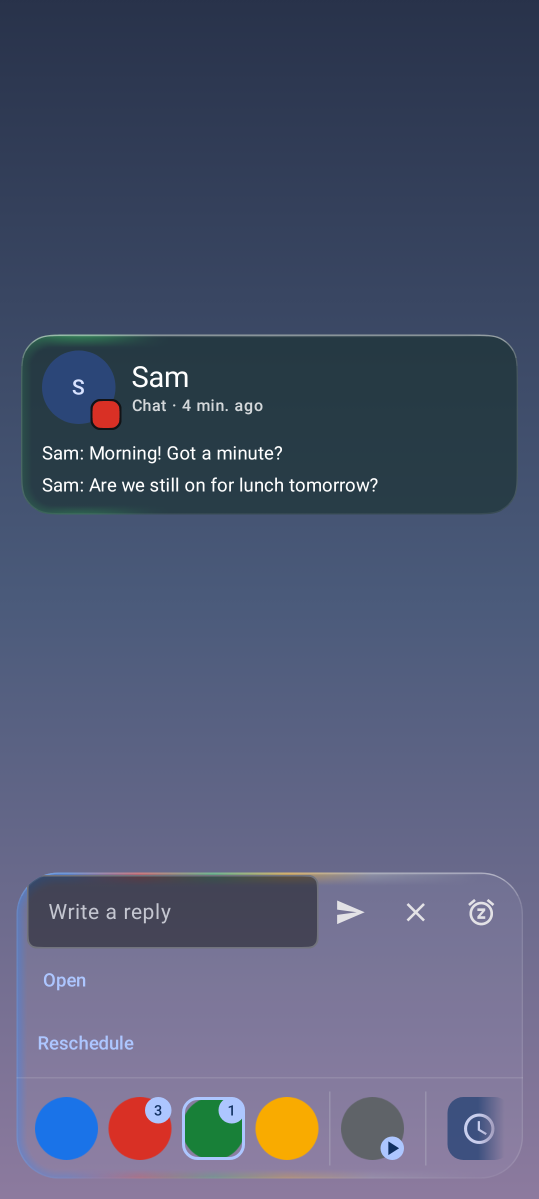 S
Sam
Chat · 4 min. ago
Sam: Morning! Got a minute?
Sam: Are we still on for lunch tomorrow?
Write a reply
Open
Reschedule
3
1